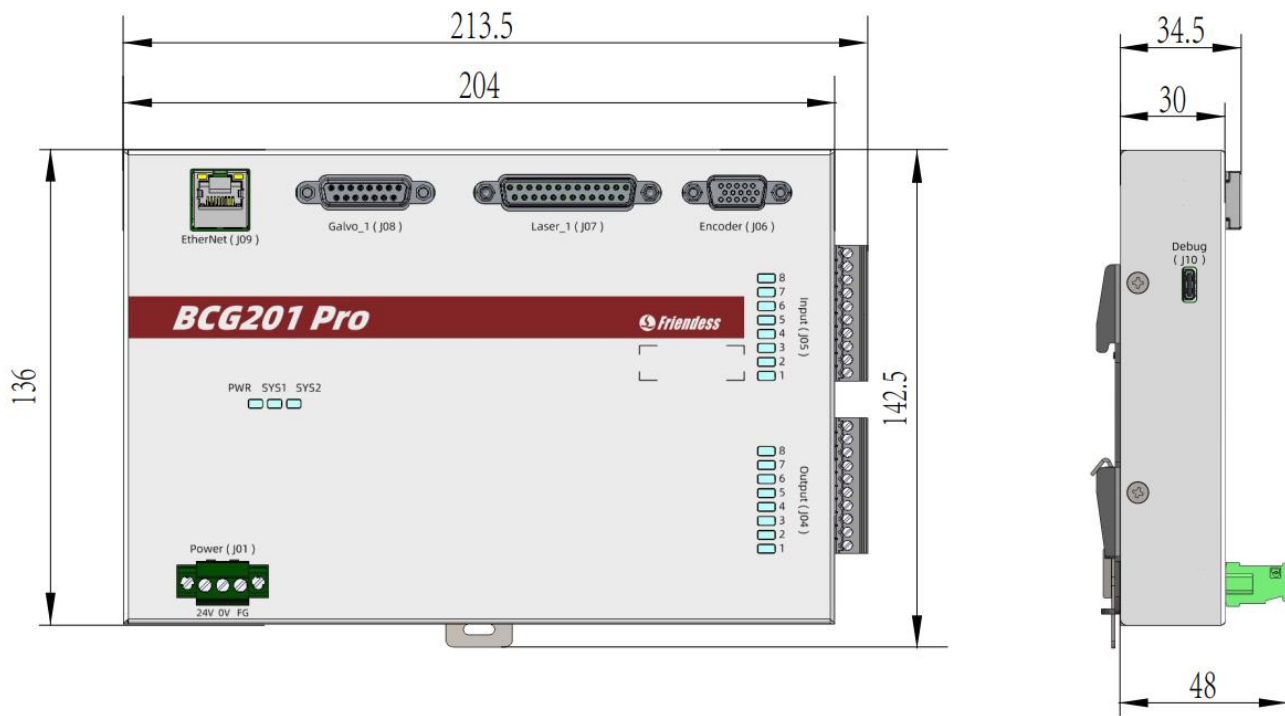 213.5
34.5
204
30
EtherNet ( J09 )
Galvo_1 ( J08 )
Laser_1 ( J07 )
Encoder ( J06 )
Debug
( J10 )
BCG201 Pro
Friendess
8
7
6
5
4
3
2
1
Input ( J05 )
136
142.5
PWR SYS1 SYS2
8
7
6
5
4
3
2
1
Output ( J04 )
Power ( J01 )
24V 0V FG
48